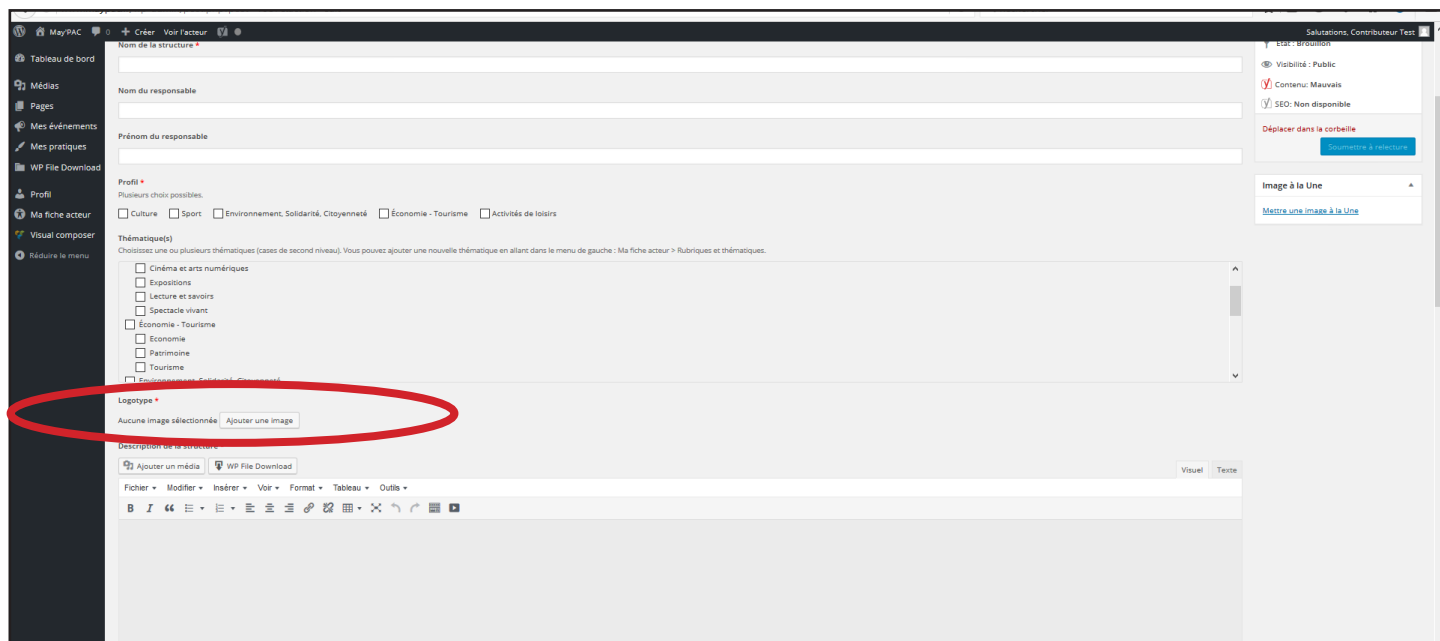 May'PAC 0 + Créer Voir l'acteur
Salutations, Contributeur Test
Tableau de bord
Médias
Pages
Mes événements
Mes pratiques
WP File Download
Profil
Ma fiche acteur
Visual composer
Réduire le menu
Nom de la structure *
Nom du responsable
Prénom du responsable
Profil *
Plusieurs choix possibles.
Culture Sport Environnement, Solidarité, Citoyenneté Économie - Tourisme Activités de loisirs
Thématique(s)
Choisissez une ou plusieurs thématiques (cases de second niveau). Vous pouvez ajouter une nouvelle thématique en allant dans le menu de gauche : Ma fiche acteur > Rubriques et thématiques.
Cinéma et arts numériques
Expositions
Lecture et savoirs
Spectacle vivant
Économie - Tourisme
Economie
Patrimoine
Tourisme
Environnement, Solidarité, Citoyenneté
Logotype *
Aucune image sélectionnée Ajouter une image
Description de la structure
Ajouter un média WP File Download
Visuel Texte
Fichier Modifier Insérer Voir Format Tableau Outils
État : Brouillon
Visibilité : Public
Contenu: Mauvais
SEO: Non disponible
Déplacer dans la corbeille
Soumettre à relecture
Image à la Une
Mettre une image à la Une